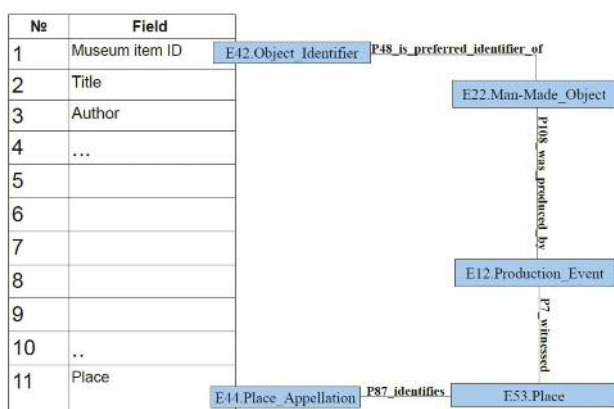 № Field
1 Museum item ID
2 Title
3 Author
4 ...
5
6
7
8
9
10 ..
11 Place
E42.Object_Identifier
P48_is_preferred_identifier_of
E22.Man-Made_Object
P108_was_produced_by
E12.Production_Event
P7_witnessed
E53.Place
P87_identifies
E44.Place_Appellation